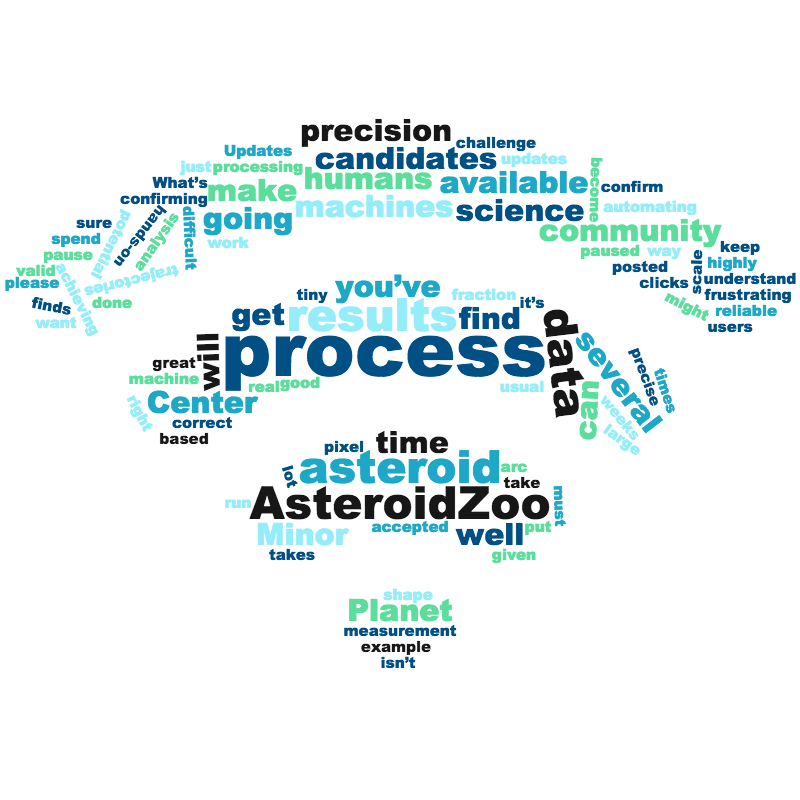 precision
challenge
Updates
candidates
updates
just
processing
humans
become
What's
make
available
confirm
confirming
machines
science
automating
hands-on
potential
analysis
difficult
going
community
sure
spend
work
paused
way
keep
pause
posted
scale
highly
valid
trajectories
clicks
understand
please
achieving
might
frustrating
finds
done
reliable
want
users
you've
tiny
fraction
it's
get
results
find
data
will
process
several
great
precise
times
machine
real
good
usual
can
right
Center
weeks
correct
large
based
time
pixel
lot
asteroid
arc
take
run
AsteroidZoo
must
Minor
accepted
well
put
takes
given
shape
Planet
measurement
example
isn't